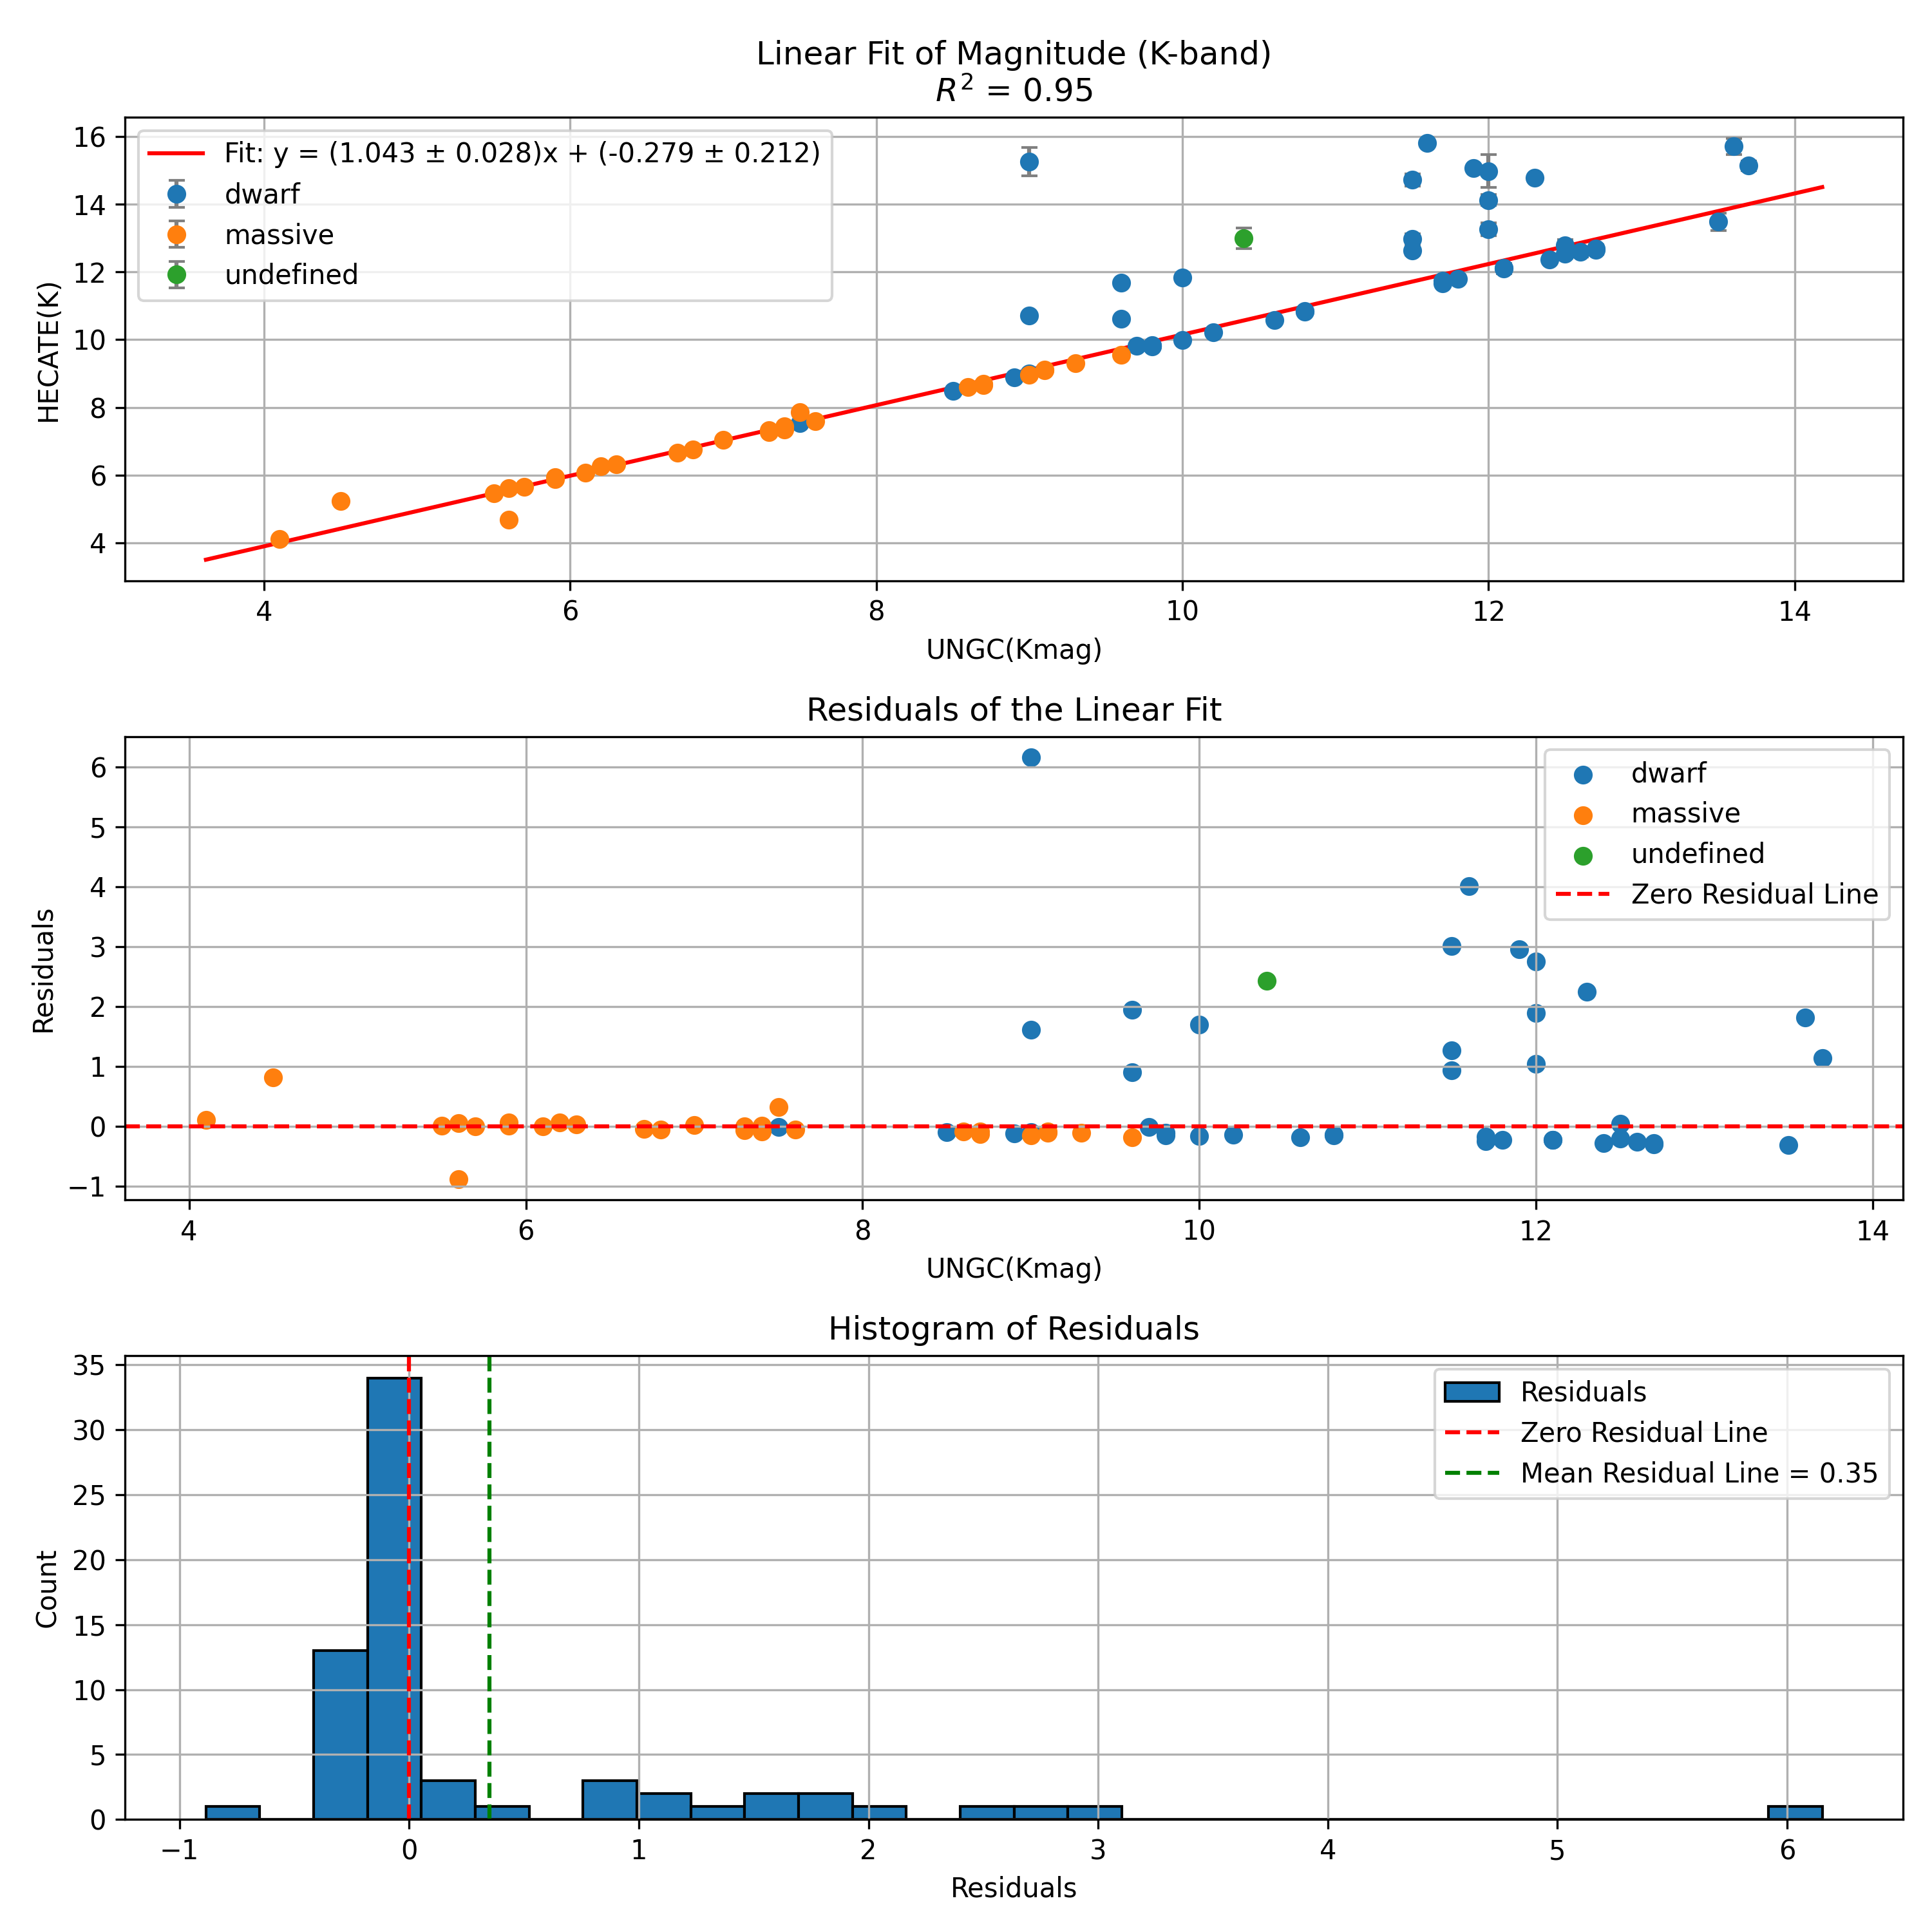 Linear Fit of Magnitude (K-band)
R² = 0.95
Fit: y = (1.043 ± 0.028)x + (-0.279 ± 0.212)
dwarf
massive
undefined
HECATE(K)
16
14
12
10
8
6
4
4 6 8 10 12 14
UNGC(Kmag)
Residuals of the Linear Fit
dwarf
massive
undefined
Zero Residual Line
Residuals
6
5
4
3
2
1
0
−1
4 6 8 10 12 14
UNGC(Kmag)
Histogram of Residuals
Residuals
Zero Residual Line
Mean Residual Line = 0.35
Count
35
30
25
20
15
10
5
0
−1 0 1 2 3 4 5 6
Residuals